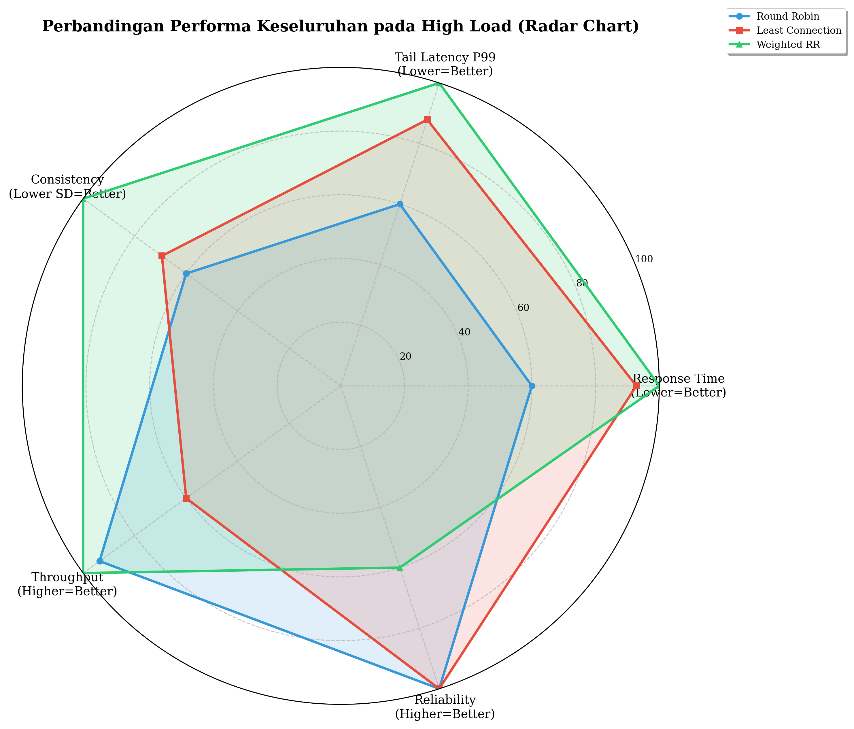 Perbandingan Performa Keseluruhan pada High Load (Radar Chart)
Round Robin
Least Connection
Weighted RR
Tail Latency P99
(Lower=Better)
Consistency
(Lower SD=Better)
100
80
60
40
20
Response Time
(Lower=Better)
Throughput
(Higher=Better)
Reliability
(Higher=Better)